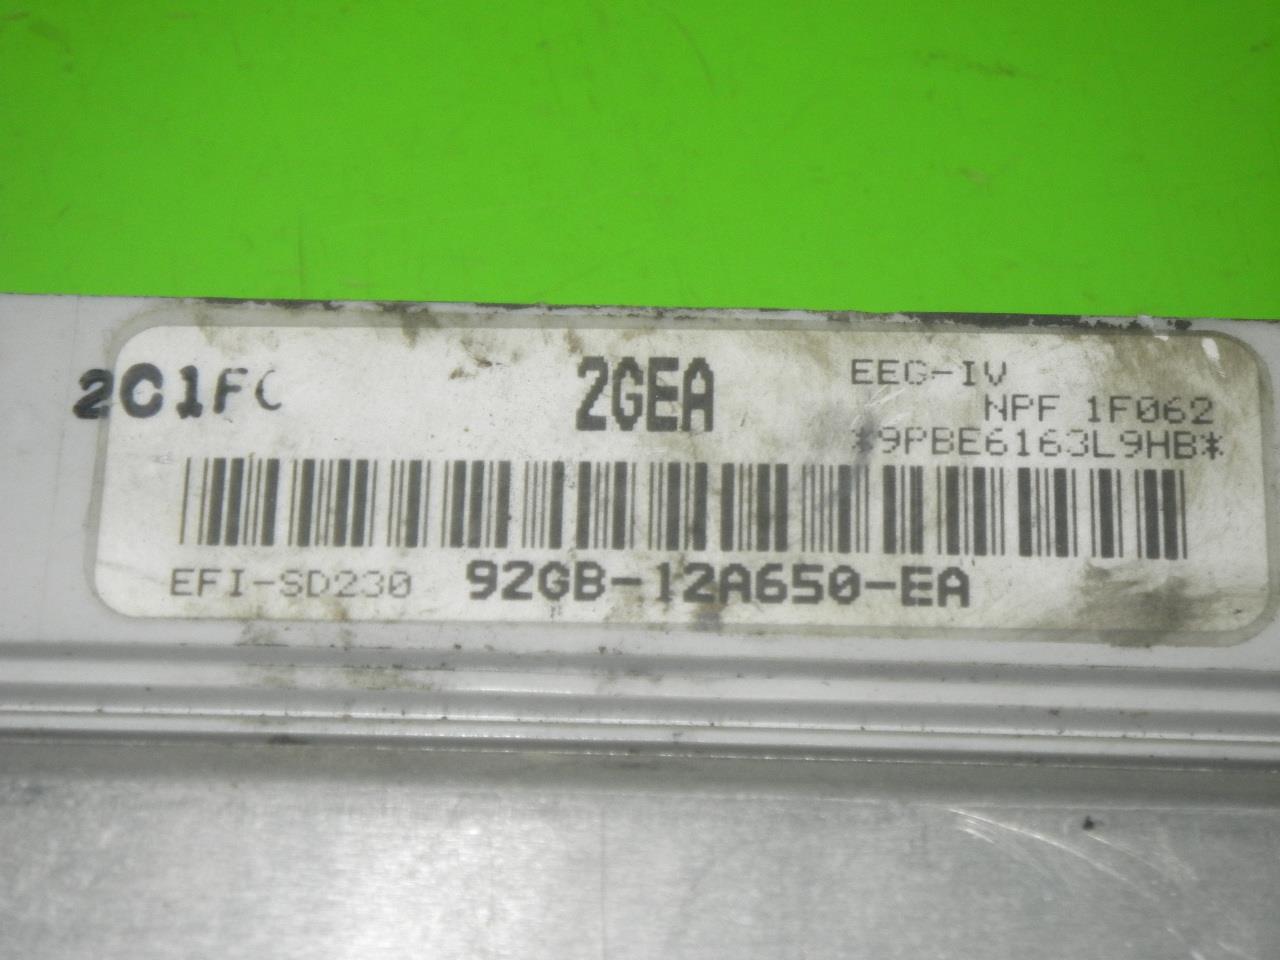 2C1FC
2GEA
EEC-IV
NPF 1F062
*9PBE6163L9HB*
EFI-SD230
92GB-12A650-EA